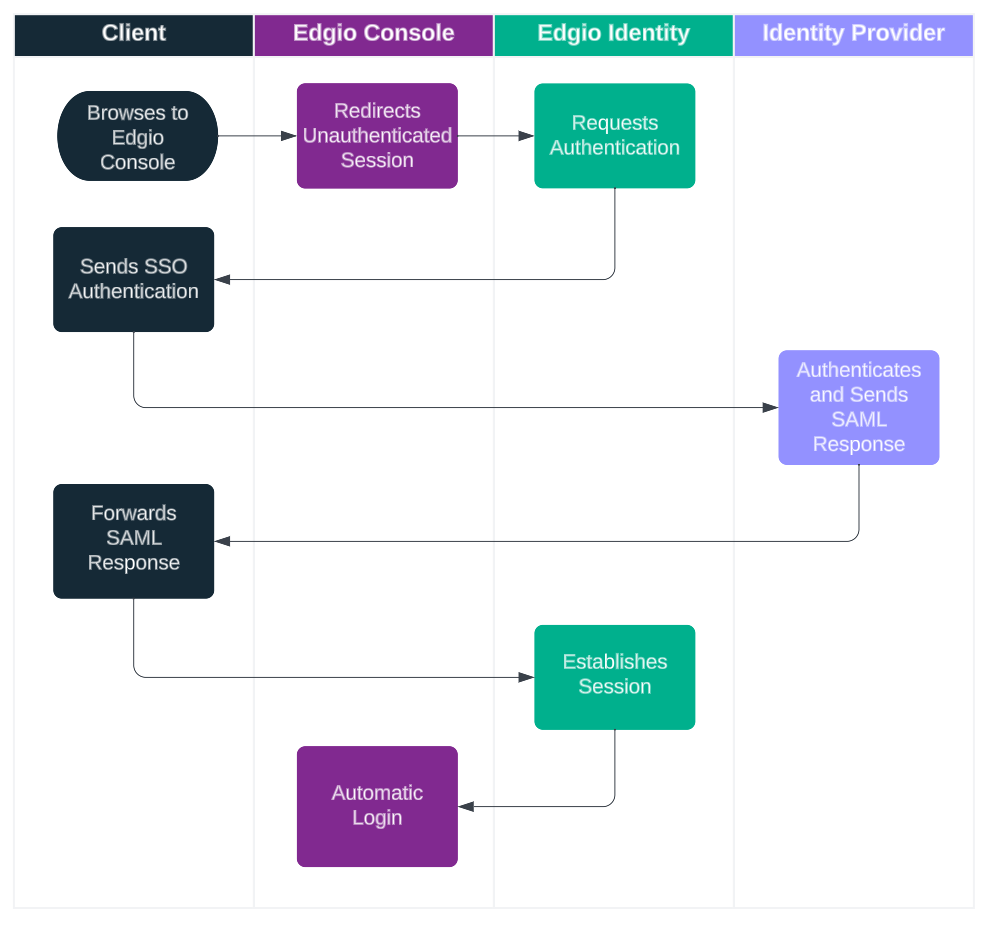 Client
Edgio Console
Edgio Identity
Identity Provider
Browses to
Edgio
Console
Redirects
Unauthenticated
Session
Requests
Authentication
Sends SSO
Authentication
Authenticates
and Sends
SAML
Response
Forwards
SAML
Response
Establishes
Session
Automatic
Login